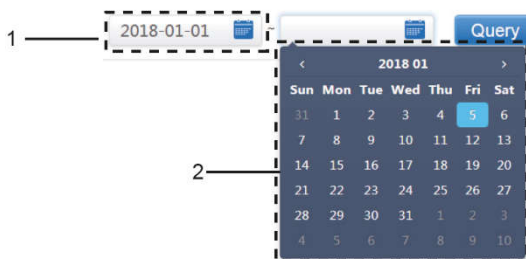 1 2018-01-01 ~ Query
< 2018 01 >
Sun Mon Tue Wed Thu Fri Sat
31 1 2 3 4 5 6
7 8 9 10 11 12 13
2
14 15 16 17 18 19 20
21 22 23 24 25 26 27
28 29 30 31 1 2 3
4 5 6 7 8 9 10